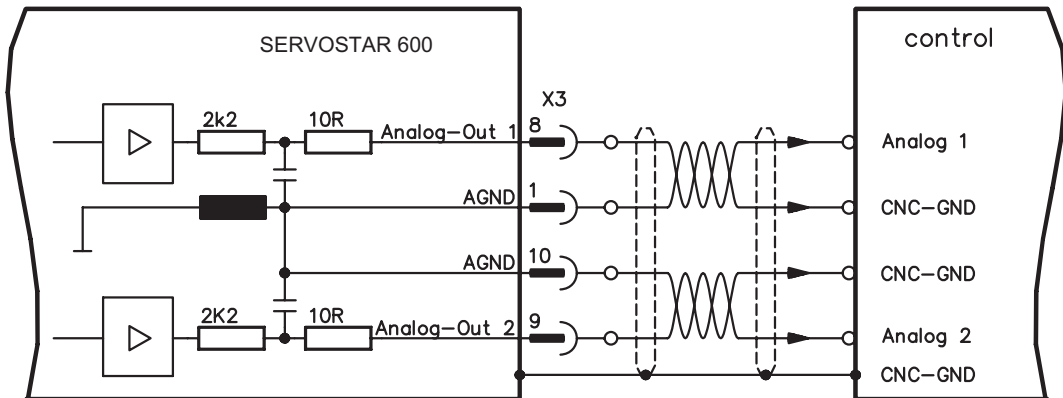 SERVOSTAR 600
control
X3
2k2
10R
Analog-Out 1
8
Analog 1
AGND
1
CNC-GND
AGND
10
CNC-GND
2K2
10R
Analog-Out 2
9
Analog 2
CNC-GND